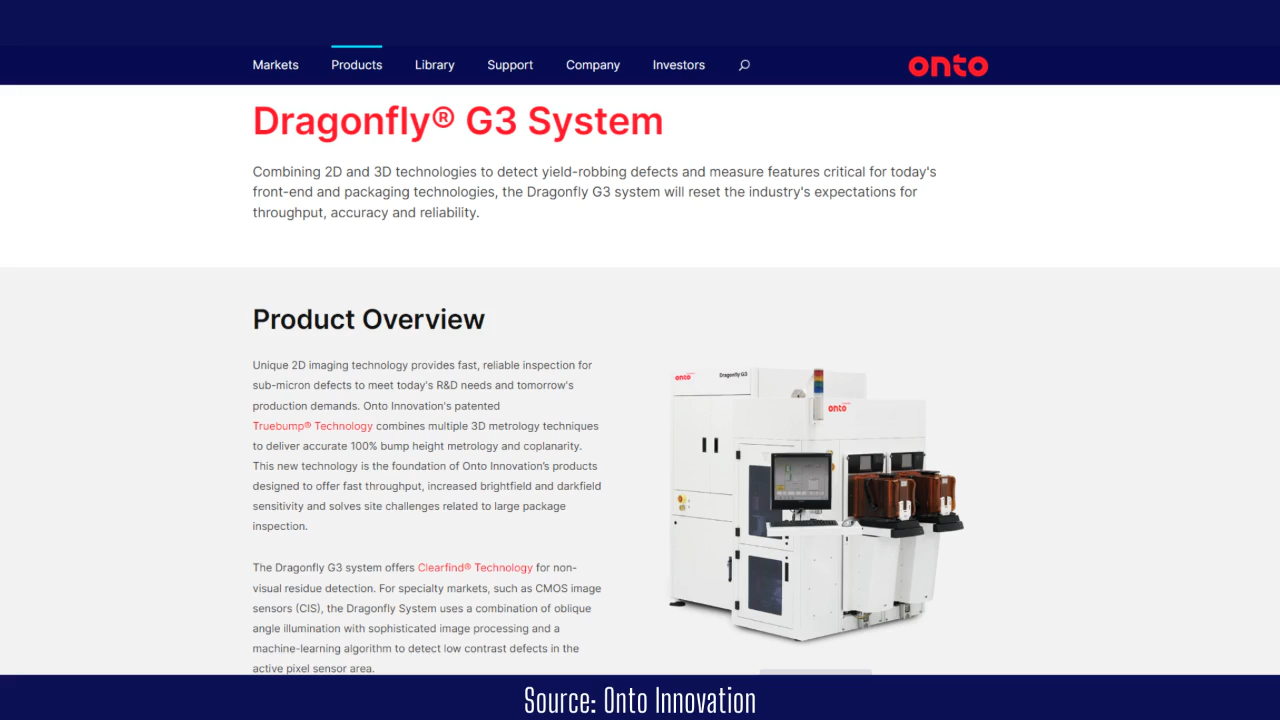 Markets Products Library Support Company Investors onto
Dragonfly® G3 System
Combining 2D and 3D technologies to detect yield-robbing defects and measure features critical for today's
front-end and packaging technologies, the Dragonfly G3 system will reset the industry's expectations for
throughput, accuracy and reliability.
Product Overview
Unique 2D imaging technology provides fast, reliable inspection for
sub-micron defects to meet today's R&D needs and tomorrow's
production demands. Onto Innovation's patented
Truebump® Technology combines multiple 3D metrology techniques
to deliver accurate 100% bump height metrology and coplanarity.
This new technology is the foundation of Onto Innovation’s products
designed to offer fast throughput, increased brightfield and darkfield
sensitivity and solves site challenges related to large package
inspection.
The Dragonfly G3 system offers Clearfind® Technology for non-
visual residue detection. For specialty markets, such as CMOS image
sensors (CIS), the Dragonfly System uses a combination of oblique
angle illumination with sophisticated image processing and a
machine-learning algorithm to detect low contrast defects in the
active pixel sensor area.
onto Dragonfly G3
onto
Source: Onto Innovation